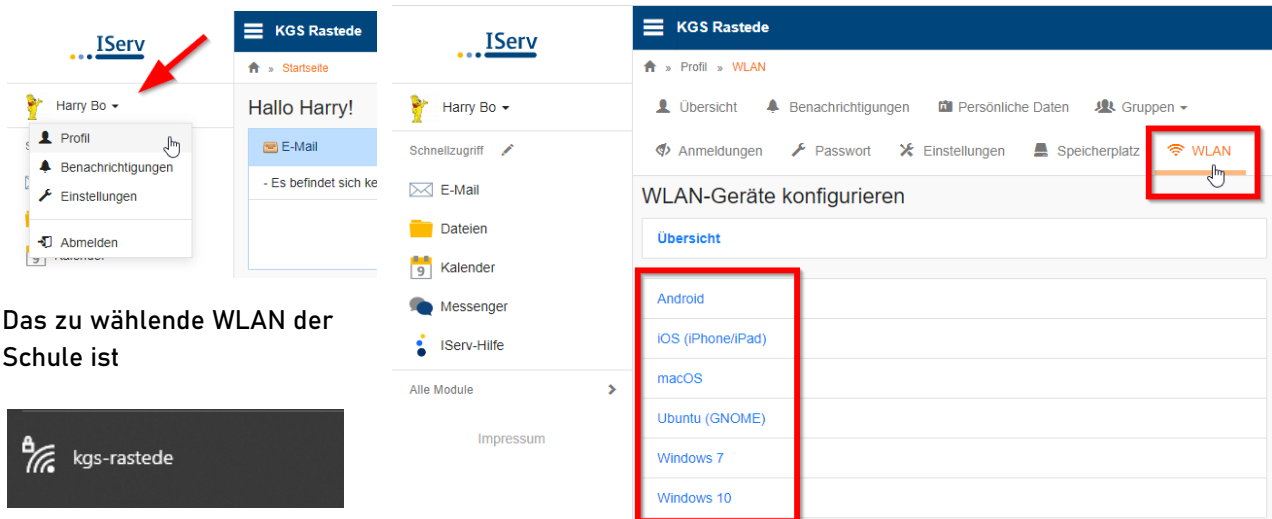 IServ
KGS Rastede
» Startseite
Harry Bo
Hallo Harry!
Profil
Benachrichtigungen
Einstellungen
Abmelden
E-Mail
- Es befindet sich ke
Das zu wählende WLAN der
Schule ist
kgs-rastede
IServ
Harry Bo
Schnellzugriff
E-Mail
Dateien
9 Kalender
Messenger
IServ-Hilfe
Alle Module
Impressum
KGS Rastede
» Profil » WLAN
Übersicht Benachrichtigungen Persönliche Daten Gruppen
Anmeldungen Passwort Einstellungen Speicherplatz WLAN
WLAN-Geräte konfigurieren
Übersicht
Android
iOS (iPhone/iPad)
macOS
Ubuntu (GNOME)
Windows 7
Windows 10